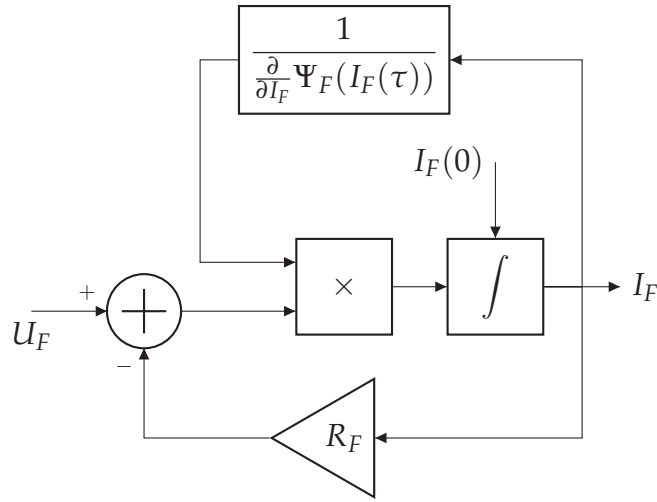 1
∂/∂I_F Ψ_F(I_F(τ))
I_F(0)
+
U_F
+
×
∫
I_F
−
R_F